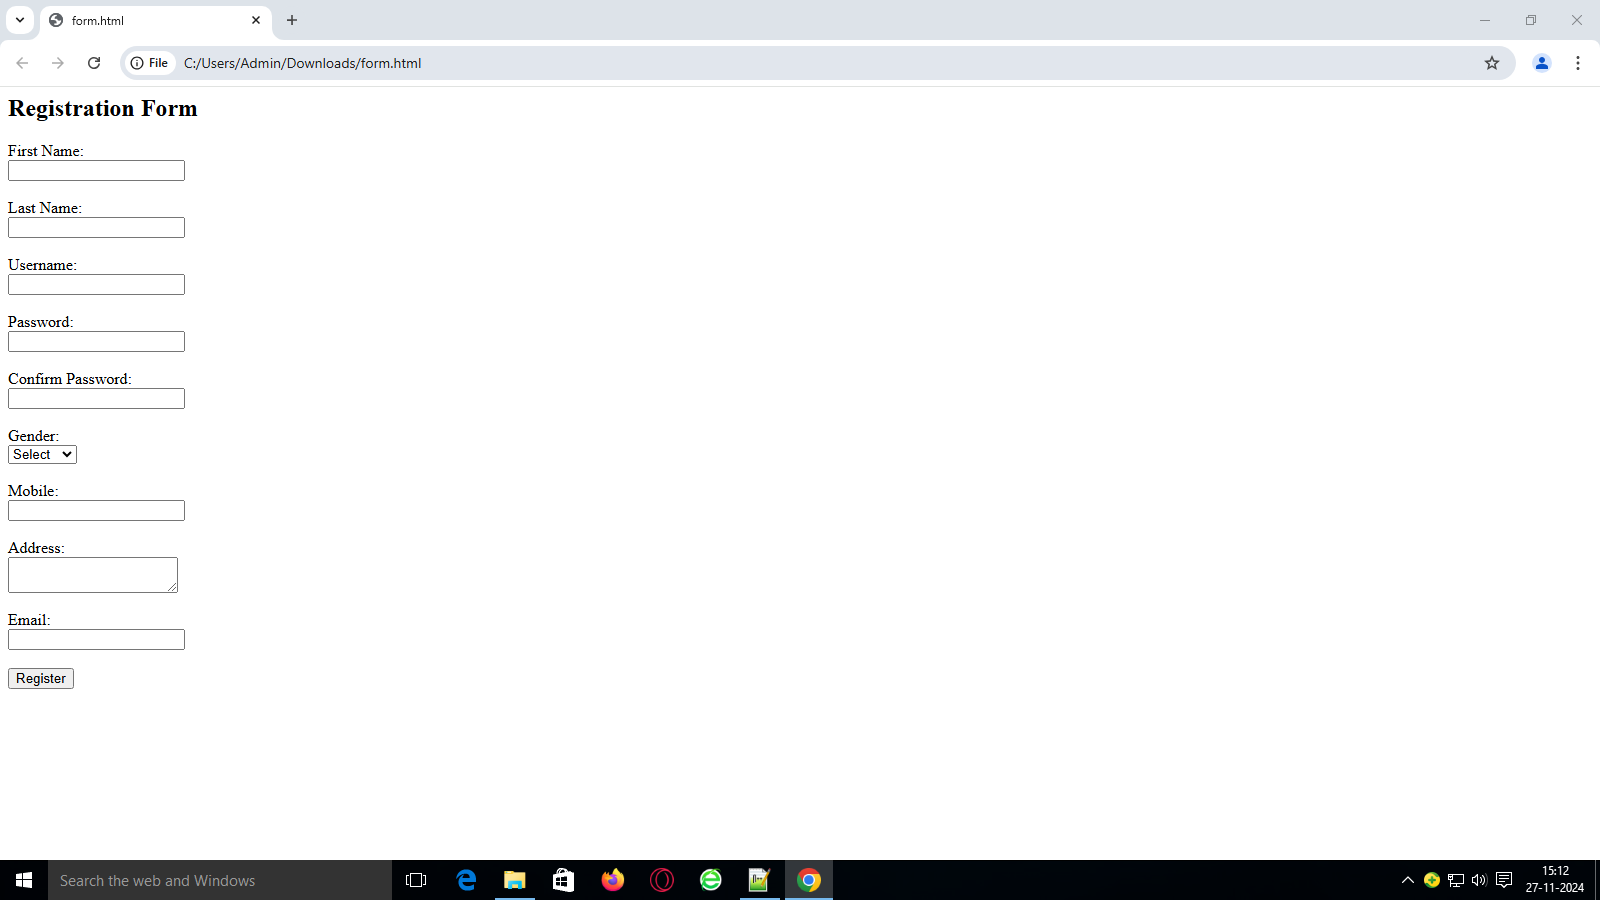 form.html
File
C:/Users/Admin/Downloads/form.html
Registration Form
First Name:
Last Name:
Username:
Password:
Confirm Password:
Gender:
Select
Mobile:
Address:
Email:
Register
Search the web and Windows
15:12
27-11-2024